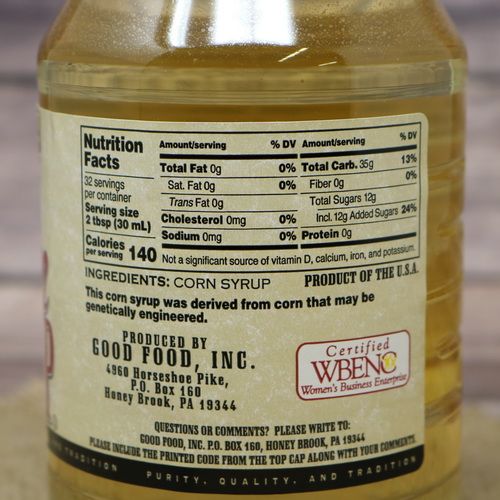 Nutrition Facts
32 servings per container
Serving size 2 tbsp (30 mL)
Calories per serving 140
Amount/serving % DV
Total Fat 0g 0%
Sat. Fat 0g 0%
Trans Fat 0g
Cholesterol 0mg 0%
Sodium 0mg 0%
Amount/serving % DV
Total Carb. 35g 13%
Fiber 0g 0%
Total Sugars 12g
Incl. 12g Added Sugars 24%
Protein 0g
Not a significant source of vitamin D, calcium, iron, and potassium.
INGREDIENTS: CORN SYRUP
PRODUCT OF THE U.S.A.
This corn syrup was derived from corn that may be
genetically engineered.
PRODUCED BY
GOOD FOOD, INC.
4960 Horseshoe Pike,
P.O. Box 160
Honey Brook, PA 19344
Certified
WBENC
Women's Business Enterprise
QUESTIONS OR COMMENTS? PLEASE WRITE TO:
GOOD FOOD, INC. P.O. BOX 160, HONEY BROOK, PA 19344
PLEASE INCLUDE THE PRINTED CODE FROM THE TOP CAP ALONG WITH YOUR COMMENTS.
TRADITION PURITY, QUALITY, AND TRADITION